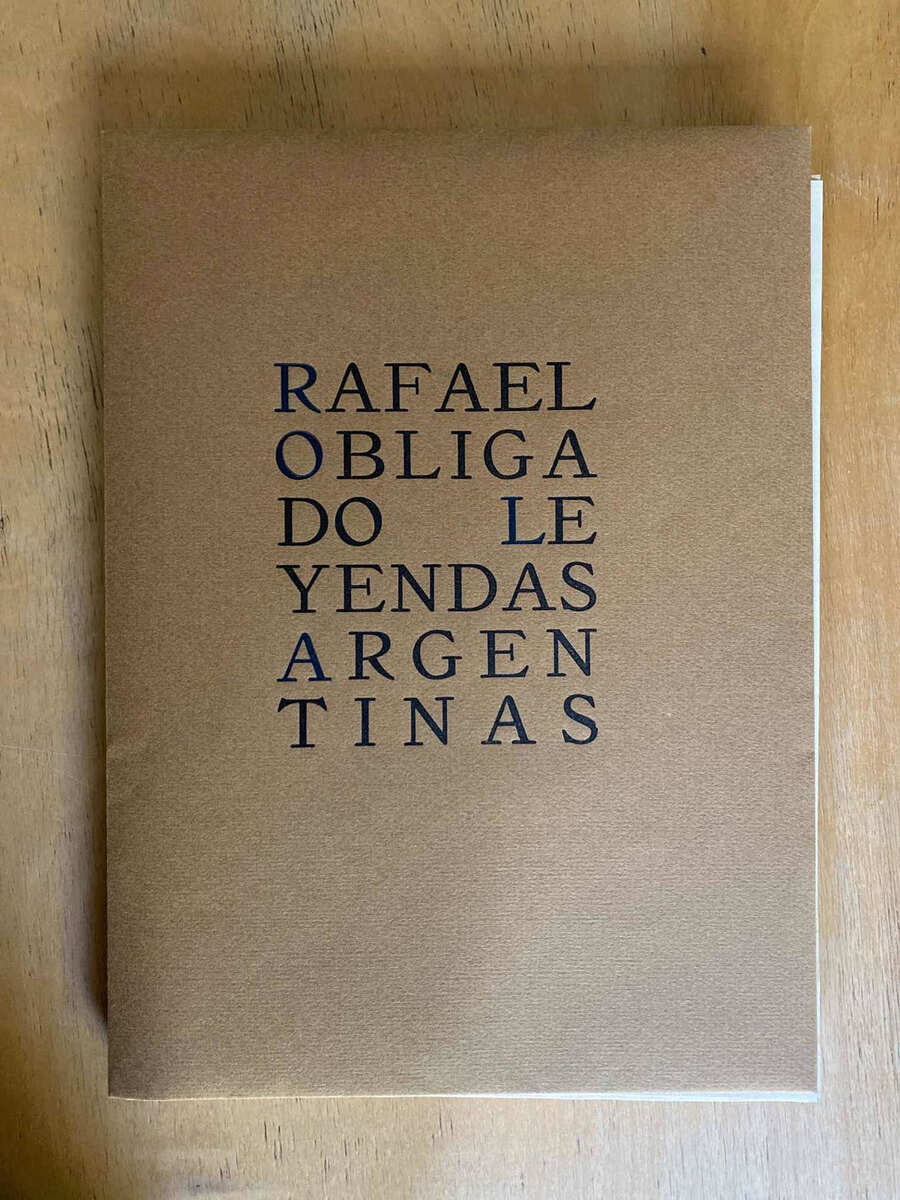 RAFAEL
OBLIGA
DO LE
YENDAS
ARGEN
TINAS